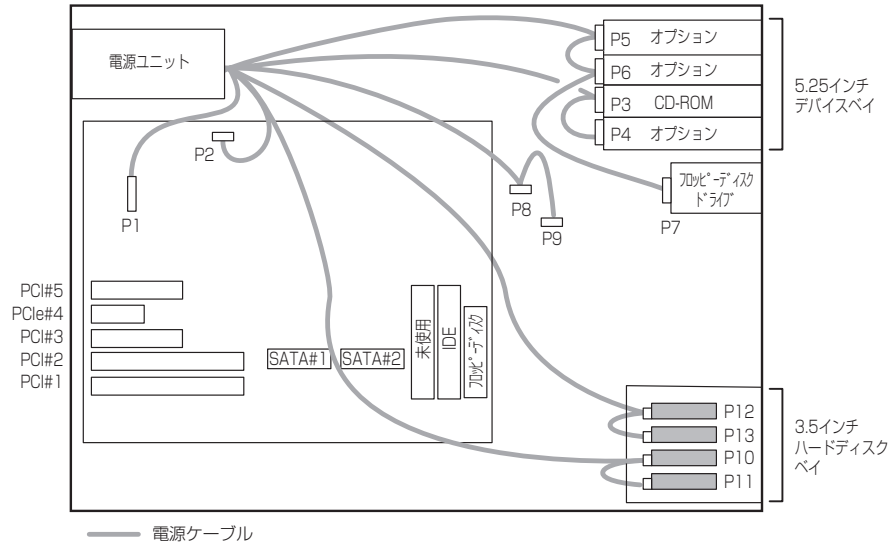 電源ユニット
P5 オプション
P6 オプション
P3 CD-ROM
P4 オプション
5.25インチ
デバイスベイ
P2
P1
P8
P9
フロッピーディスク
ドライブ
P7
PCI#5
PCIe#4
PCI#3
PCI#2
PCI#1
SATA#1
SATA#2
未使用
IDE
フロッピーディスク
P12
P13
P10
P11
3.5インチ
ハードディスク
ベイ
電源ケーブル